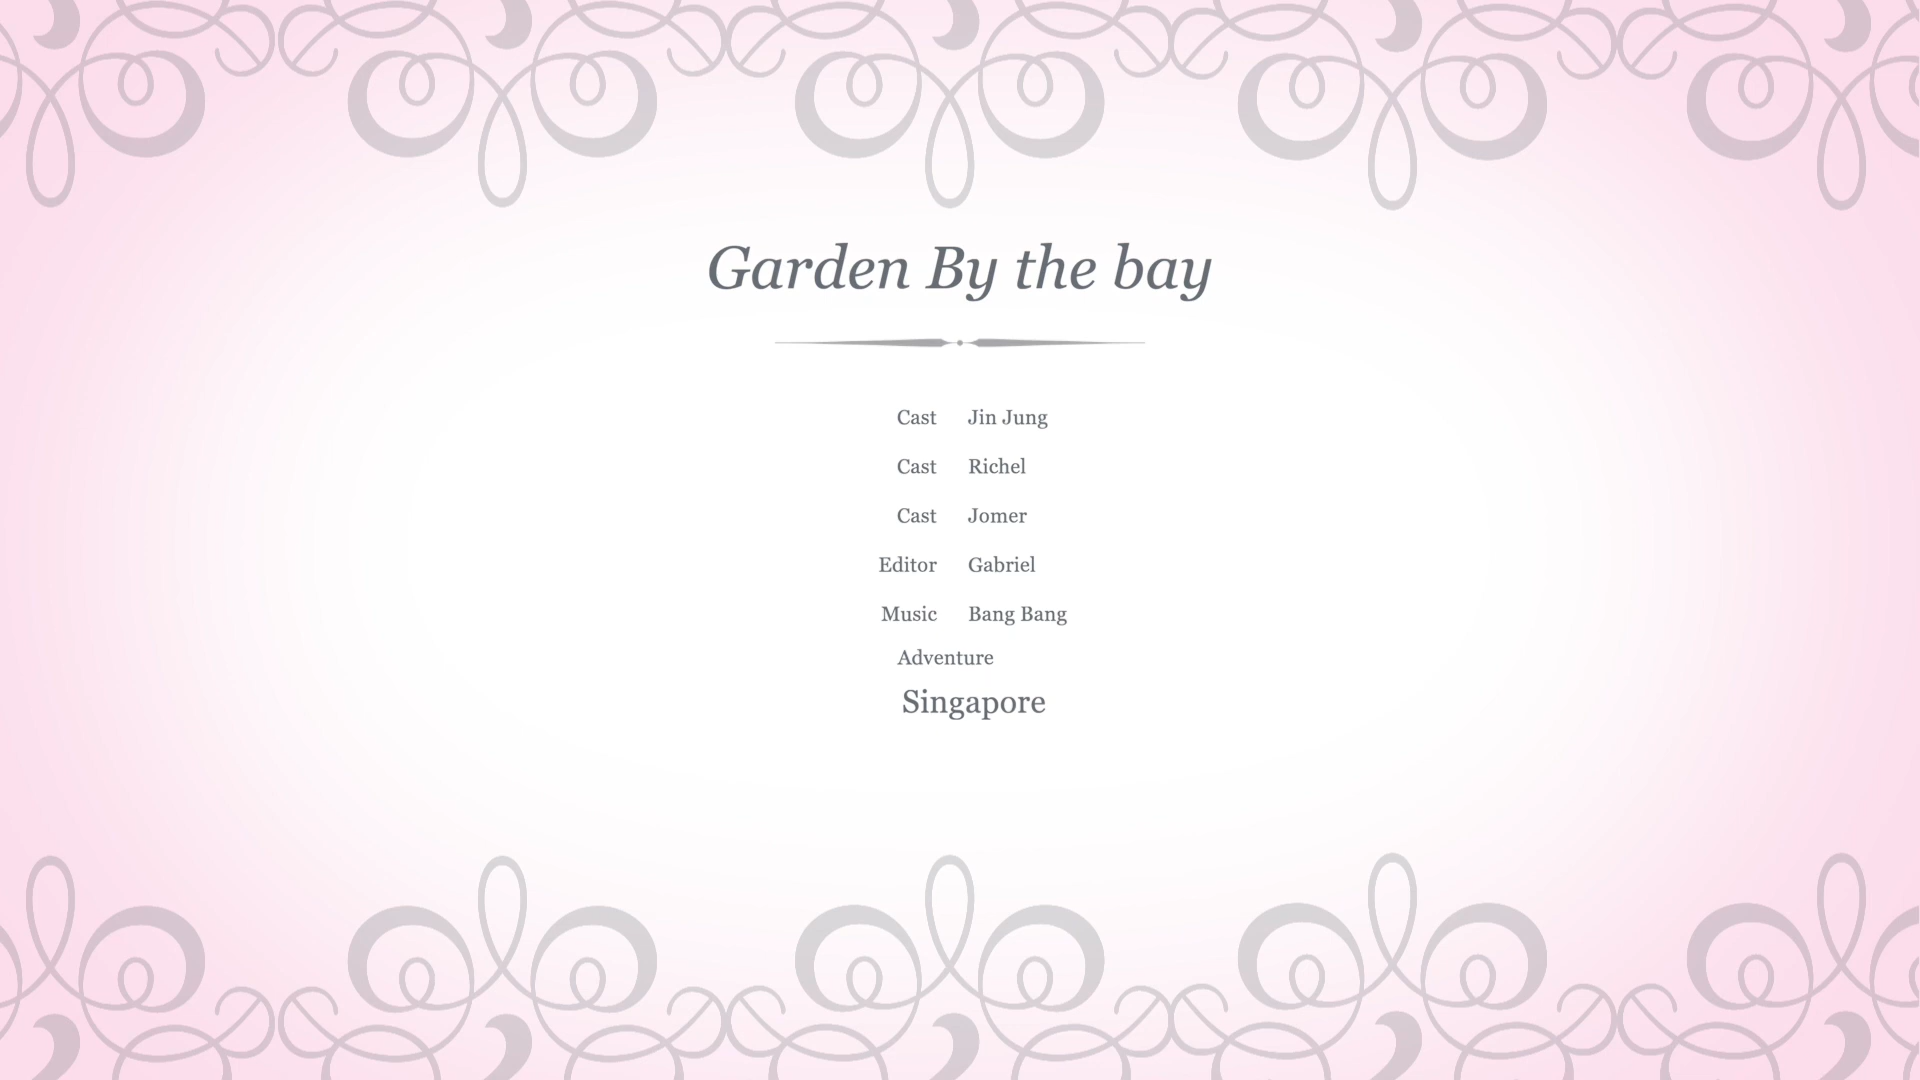 Garden By the bay
Cast Jin Jung
Cast Richel
Cast Jomer
Editor Gabriel
Music Bang Bang
Adventure
Singapore